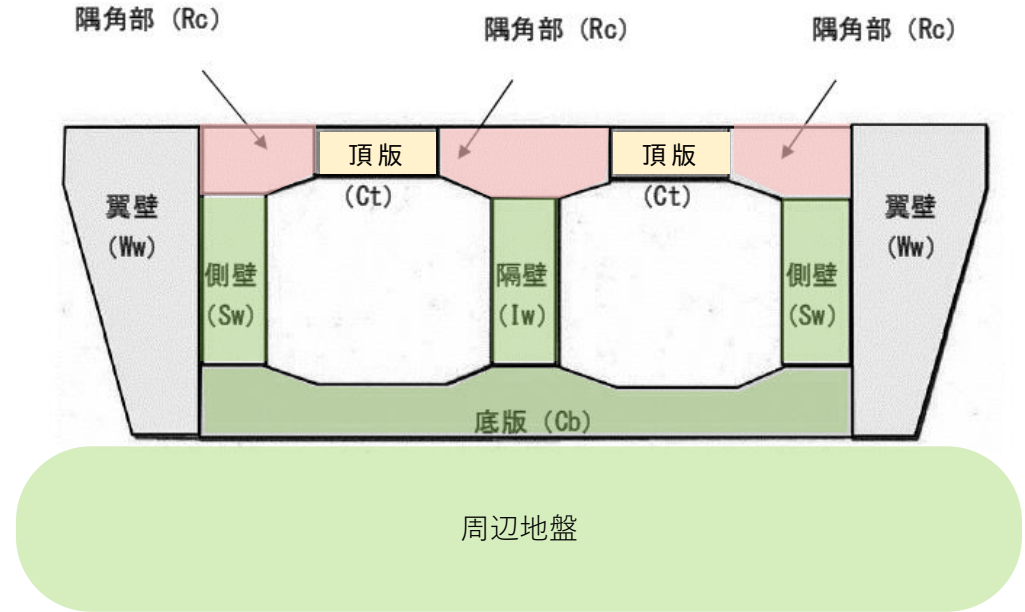 隅角部（Rc）
隅角部（Rc）
隅角部（Rc）
頂版
(Ct)
頂版
(Ct)
翼壁
(Ww)
側壁
(Sw)
隔壁
(Iw)
側壁
(Sw)
翼壁
(Ww)
底版（Cb）
周辺地盤